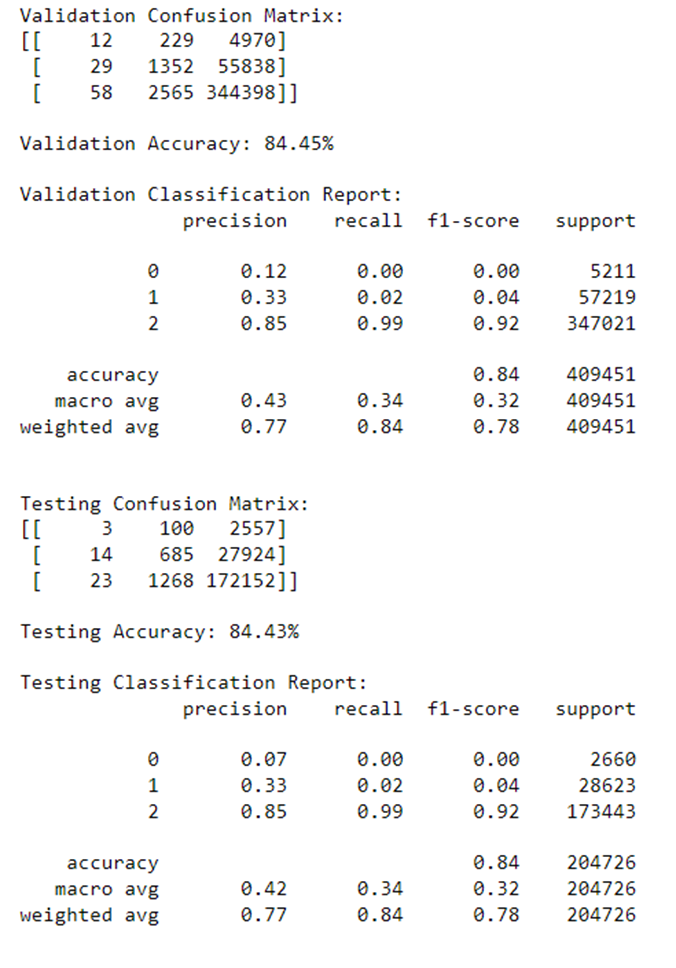 Validation Confusion Matrix:
[[    12    229   4970]
 [    29   1352  55838]
 [    58   2565 344398]]
Validation Accuracy: 84.45%
Validation Classification Report:
              precision    recall  f1-score   support
           0       0.12      0.00      0.00      5211
           1       0.33      0.02      0.04     57219
           2       0.85      0.99      0.92    347021
    accuracy                           0.84    409451
   macro avg       0.43      0.34      0.32    409451
weighted avg       0.77      0.84      0.78    409451
Testing Confusion Matrix:
[[     3    100   2557]
 [    14    685  27924]
 [    23   1268 172152]]
Testing Accuracy: 84.43%
Testing Classification Report:
              precision    recall  f1-score   support
           0       0.07      0.00      0.00      2660
           1       0.33      0.02      0.04     28623
           2       0.85      0.99      0.92    173443
    accuracy                           0.84    204726
   macro avg       0.42      0.34      0.32    204726
weighted avg       0.77      0.84      0.78    204726